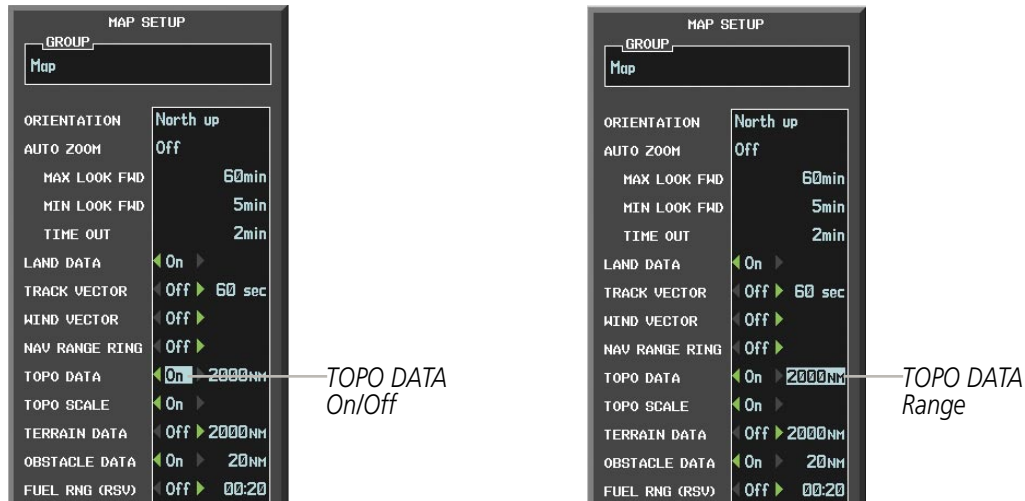 MAP SETUP
GROUP
Map
ORIENTATION North up
AUTO ZOOM Off
MAX LOOK FWD 60min
MIN LOOK FWD 5min
TIME OUT 2min
LAND DATA On
TRACK VECTOR Off 60 sec
WIND VECTOR Off
NAV RANGE RING Off
TOPO DATA On 2000NM
TOPO SCALE On
TERRAIN DATA Off 2000NM
OBSTACLE DATA On 20NM
FUEL RNG (RSV) Off 00:20
TOPO DATA
On/Off
MAP SETUP
GROUP
Map
ORIENTATION North up
AUTO ZOOM Off
MAX LOOK FWD 60min
MIN LOOK FWD 5min
TIME OUT 2min
LAND DATA On
TRACK VECTOR Off 60 sec
WIND VECTOR Off
NAV RANGE RING Off
TOPO DATA On 2000NM
TOPO SCALE On
TERRAIN DATA Off 2000NM
OBSTACLE DATA On 20NM
FUEL RNG (RSV) Off 00:20
TOPO DATA
Range